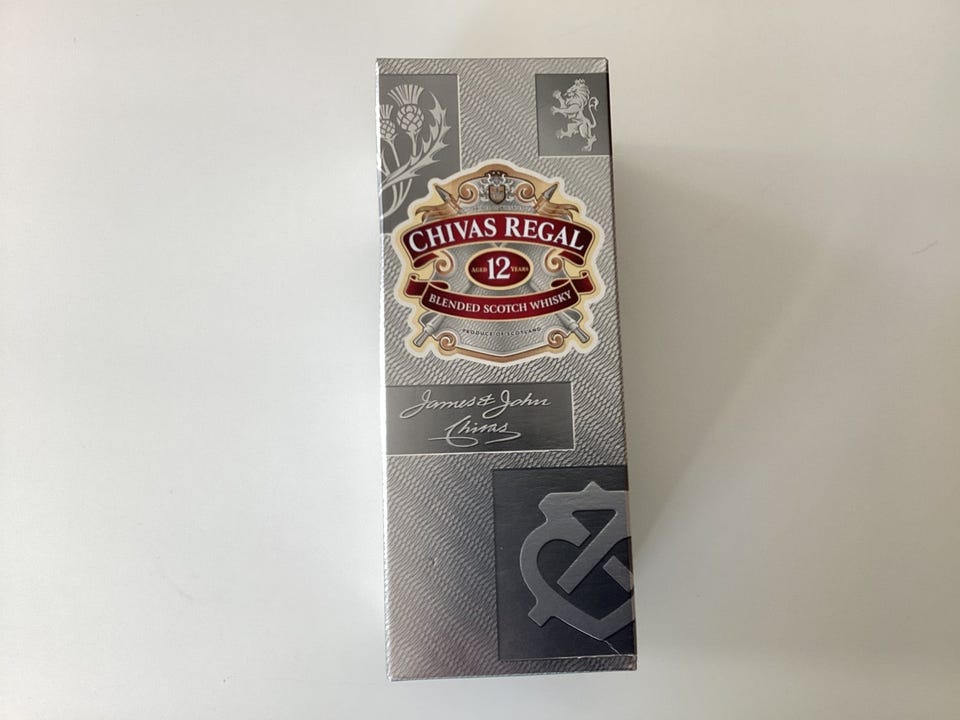 CHIVAS REGAL
AGED 12 YEARS
BLENDED SCOTCH WHISKY
PRODUCE OF SCOTLAND
James & John
Chivas